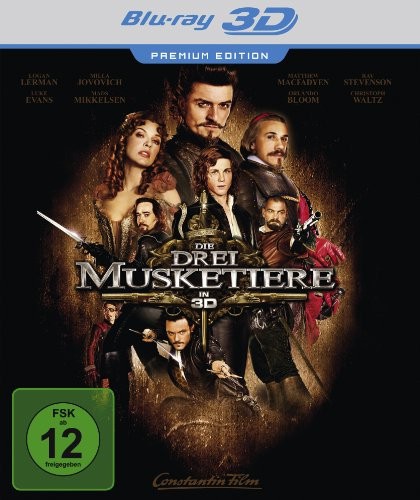 Blu-ray 3D
PREMIUM EDITION
LOGAN LERMAN MILLA JOVOVICH MATTHEW MACFADYEN RAY STEVENSON
LUKE EVANS MADS MIKKELSEN ORLANDO BLOOM CHRISTOPH WALTZ
DIE
DREI
MUSKETIERE
IN
3D
FSK
ab
12
freigegeben
Constantin Film